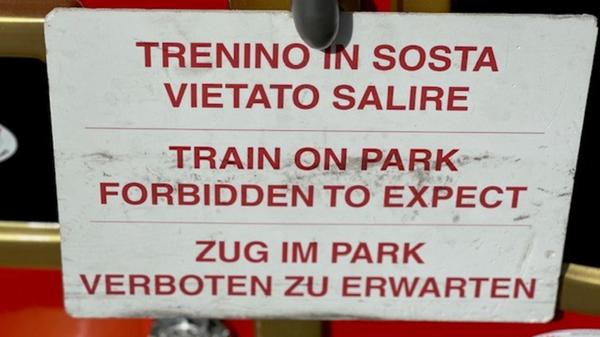 TRENINO IN SOSTA
VIETATO SALIRE
TRAIN ON PARK
FORBIDDEN TO EXPECT
ZUG IM PARK
VERBOTEN ZU ERWARTEN